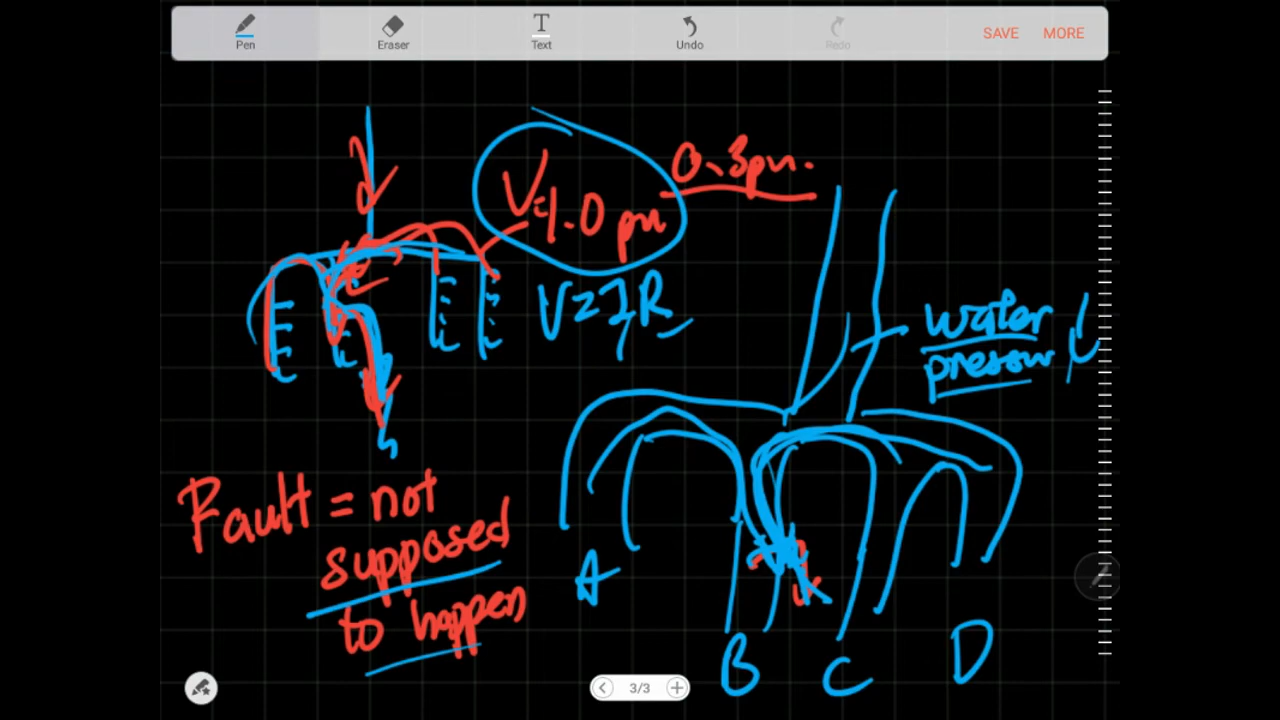 Pen
Eraser
Text
Undo
Redo
SAVE
MORE
0.3pu.
V=1.0 pu
V=IR
water
pressur
Fault = not
supposed
to happen
A
B
C
D
3/3